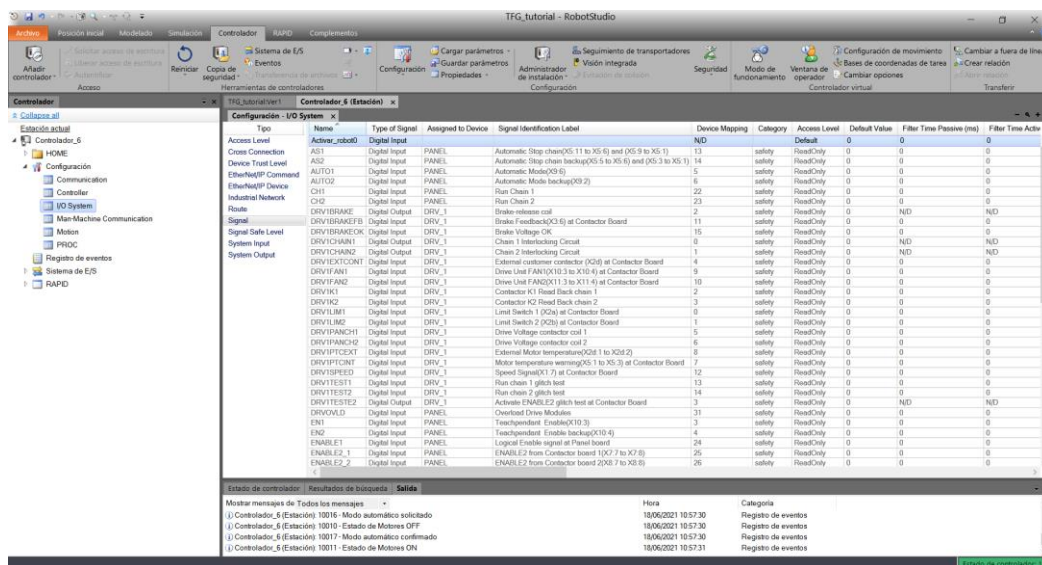 TFG_tutorial - RobotStudio
Archivo Posición inicial Modelado Simulación Controlador RAPID Complementos
Añadir controlador
Solicitar acceso de escritura
Liberar acceso de escritura
Autentificar
Acceso
Reiniciar
Copia de seguridad
Sistema de E/S
Eventos
Transferencia de archivos
Herramientas de controladores
Configuración
Cargar parámetros
Guardar parámetros
Propiedades
Administrador de instalación
Seguimiento de transportadores
Visión integrada
Configuración
Seguridad
Modo de funcionamiento
Ventana de operador
Configuración de movimiento
Bases de coordenadas de tarea
Cambiar opciones
Controlador virtual
Cambiar a fuera de líne
Crear relación
Transferir
Controlador
Collapse all
Estación actual
Controlador_6
HOME
Configuración
Communication
Controller
I/O System
Man-Machine Communication
Motion
PROC
Registro de eventos
Sistema de E/S
RAPID
TFG_tutorial:Ver1 Controlador_6 (Estación)
Configuración - I/O System
Tipo
Access Level
Cross Connection
Device Trust Level
EtherNet/IP Command
EtherNet/IP Device
Industrial Network
Route
Signal
Signal Safe Level
System Input
System Output
Name Type of Signal Assigned to Device Signal Identification Label Device Mapping Category Access Level Default Value Filter Time Passive (ms) Filter Time Activ
Activar_robot0 Digital Input N/D Default 0 0 0
AS1 Digital Input PANEL Automatic Stop chain(X5:11 to X5:6) and (X5:9 to X5:1) 13 safety ReadOnly 0 0 0
AS2 Digital Input PANEL Automatic Stop chain backup(X5:5 to X5:6) and (X5:3 to X5:1) 14 safety ReadOnly 0 0 0
AUTO1 Digital Input PANEL Automatic Mode(X9:6) 5 safety ReadOnly 0 0 0
AUTO2 Digital Input PANEL Automatic Mode backup(X9:2) 6 safety ReadOnly 0 0 0
CH1 Digital Input PANEL Run Chain 1 22 safety ReadOnly 0 0 0
CH2 Digital Input PANEL Run Chain 2 23 safety ReadOnly 0 0 0
DRV1BRAKE Digital Output DRV_1 Brake-release coil 2 safety ReadOnly 0 N/D N/D
DRV1BRAKEFB Digital Input DRV_1 Brake Feedback(X3:6) at Contactor Board 11 safety ReadOnly 0 0 0
DRV1BRAKEOK Digital Input DRV_1 Brake Voltage OK 15 safety ReadOnly 0 0 0
DRV1CHAIN1 Digital Output DRV_1 Chain 1 Interlocking Circuit 0 safety ReadOnly 0 N/D N/D
DRV1CHAIN2 Digital Output DRV_1 Chain 2 Interlocking Circuit 1 safety ReadOnly 0 N/D N/D
DRV1EXTCONT Digital Input DRV_1 External customer contactor (X2d) at Contactor Board 4 safety ReadOnly 0 0 0
DRV1FAN1 Digital Input DRV_1 Drive Unit FAN1(X10:3 to X10:4) at Contactor Board 9 safety ReadOnly 0 0 0
DRV1FAN2 Digital Input DRV_1 Drive Unit FAN2(X11:3 to X11:4) at Contactor Board 10 safety ReadOnly 0 0 0
DRV1K1 Digital Input DRV_1 Contactor K1 Read Back chain 1 2 safety ReadOnly 0 0 0
DRV1K2 Digital Input DRV_1 Contactor K2 Read Back chain 2 3 safety ReadOnly 0 0 0
DRV1LIM1 Digital Input DRV_1 Limit Switch 1 (X2a) at Contactor Board 0 safety ReadOnly 0 0 0
DRV1LIM2 Digital Input DRV_1 Limit Switch 2 (X2b) at Contactor Board 1 safety ReadOnly 0 0 0
DRV1PANCH1 Digital Input DRV_1 Drive Voltage contactor coil 1 5 safety ReadOnly 0 0 0
DRV1PANCH2 Digital Input DRV_1 Drive Voltage contactor coil 2 6 safety ReadOnly 0 0 0
DRV1PTCEXT Digital Input DRV_1 External Motor temperature(X2d:1 to X2d:2) 8 safety ReadOnly 0 0 0
DRV1PTCINT Digital Input DRV_1 Motor temperature warning(X5:1 to X5:3) at Contactor Board 7 safety ReadOnly 0 0 0
DRV1SPEED Digital Input DRV_1 Speed Signal(X1:7) at Contactor Board 12 safety ReadOnly 0 0 0
DRV1TEST1 Digital Input DRV_1 Run chain 1 glitch test 13 safety ReadOnly 0 0 0
DRV1TEST2 Digital Input DRV_1 Run chain 2 glitch test 14 safety ReadOnly 0 0 0
DRV1TESTE2 Digital Output DRV_1 Activate ENABLE2 glitch test at Contactor Board 3 safety ReadOnly 0 N/D N/D
DRVOVLD Digital Input PANEL Overload Drive Modules 31 safety ReadOnly 0 0 0
EN1 Digital Input PANEL Teachpendant Enable(X10:3) 3 safety ReadOnly 0 0 0
EN2 Digital Input PANEL Teachpendant Enable backup(X10:4) 4 safety ReadOnly 0 0 0
ENABLE1 Digital Input PANEL Logical Enable signal at Panel board 24 safety ReadOnly 0 0 0
ENABLE2_1 Digital Input PANEL ENABLE2 from Contactor board 1(X7:7 to X7:8) 25 safety ReadOnly 0 0 0
ENABLE2_2 Digital Input PANEL ENABLE2 from Contactor board 2(X8:7 to X8:8) 26 safety ReadOnly 0 0 0
Estado de controlador Resultados de búsqueda Salida
Mostrar mensajes de Todos los mensajes Hora Categoría
Controlador_6 (Estación): 10016 - Modo automático solicitado 18/06/2021 10:57:30 Registro de eventos
Controlador_6 (Estación): 10010 - Estado de Motores OFF 18/06/2021 10:57:30 Registro de eventos
Controlador_6 (Estación): 10017 - Modo automático confirmado 18/06/2021 10:57:30 Registro de eventos
Controlador_6 (Estación): 10011 - Estado de Motores ON 18/06/2021 10:57:31 Registro de eventos
Estado de controlador: